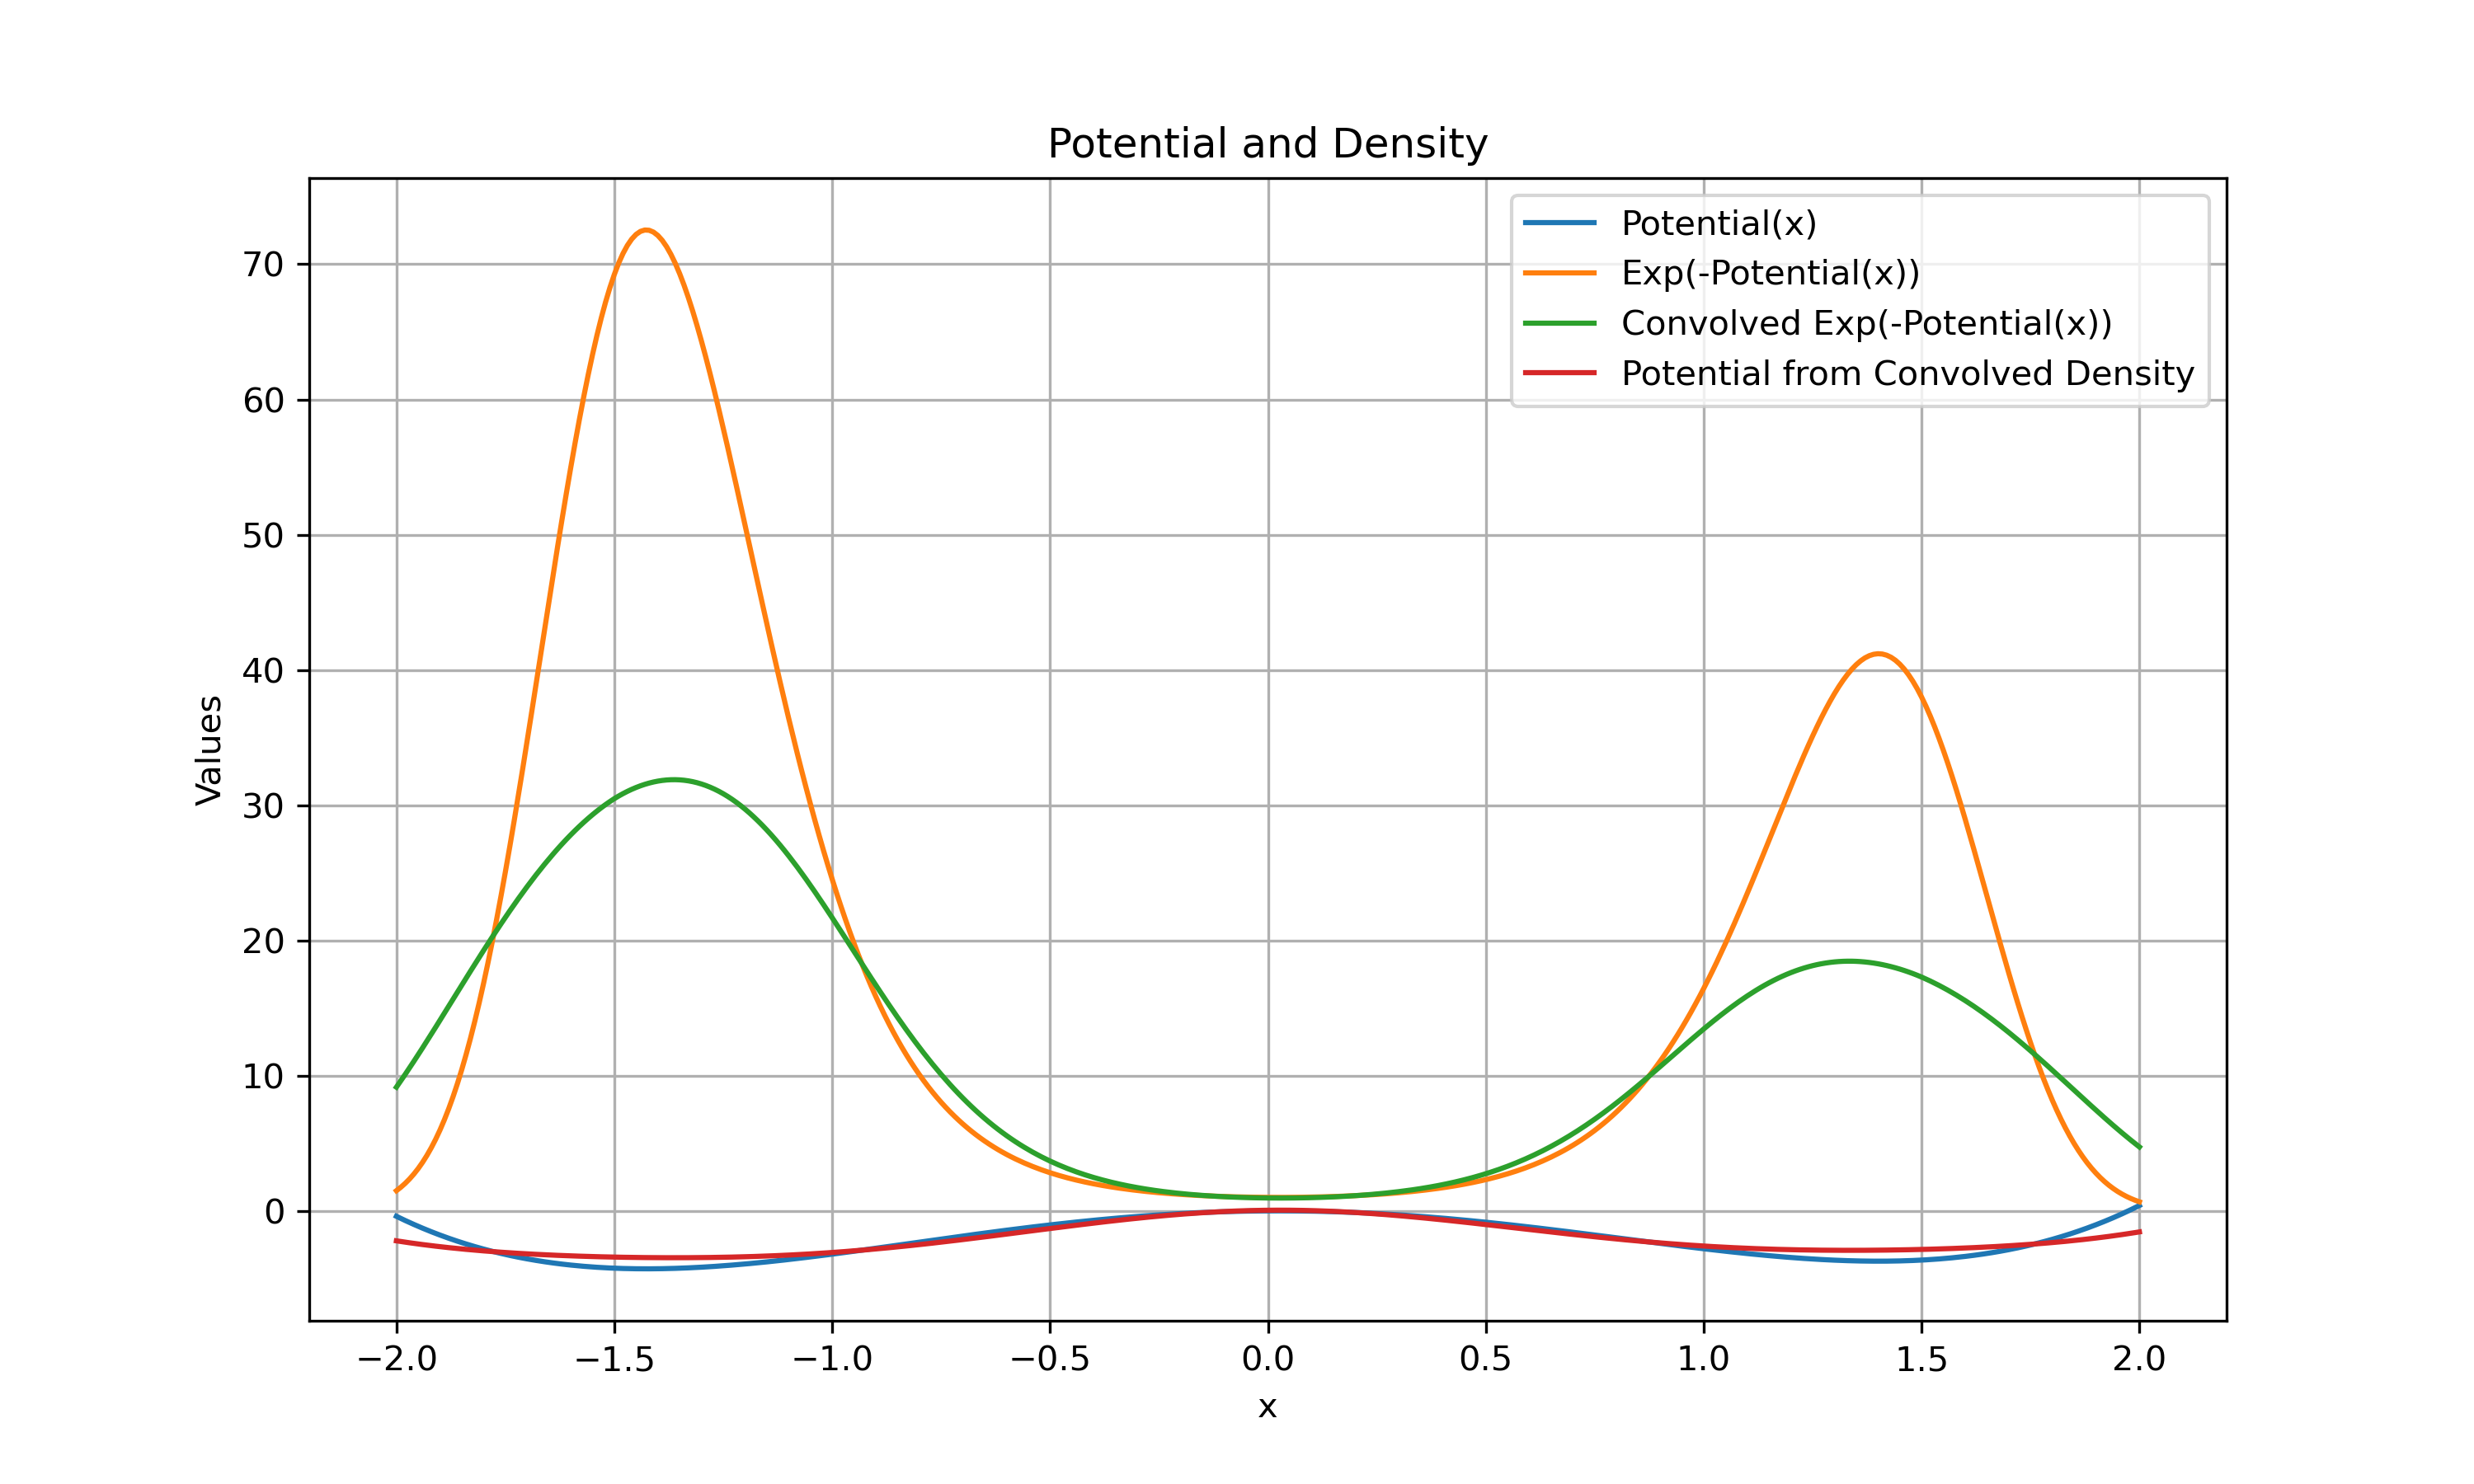 Potential and Density
Potential(x)
Exp(-Potential(x))
Convolved Exp(-Potential(x))
Potential from Convolved Density
Values
70
60
50
40
30
20
10
0
−2.0 −1.5 −1.0 −0.5 0.0 0.5 1.0 1.5 2.0
x